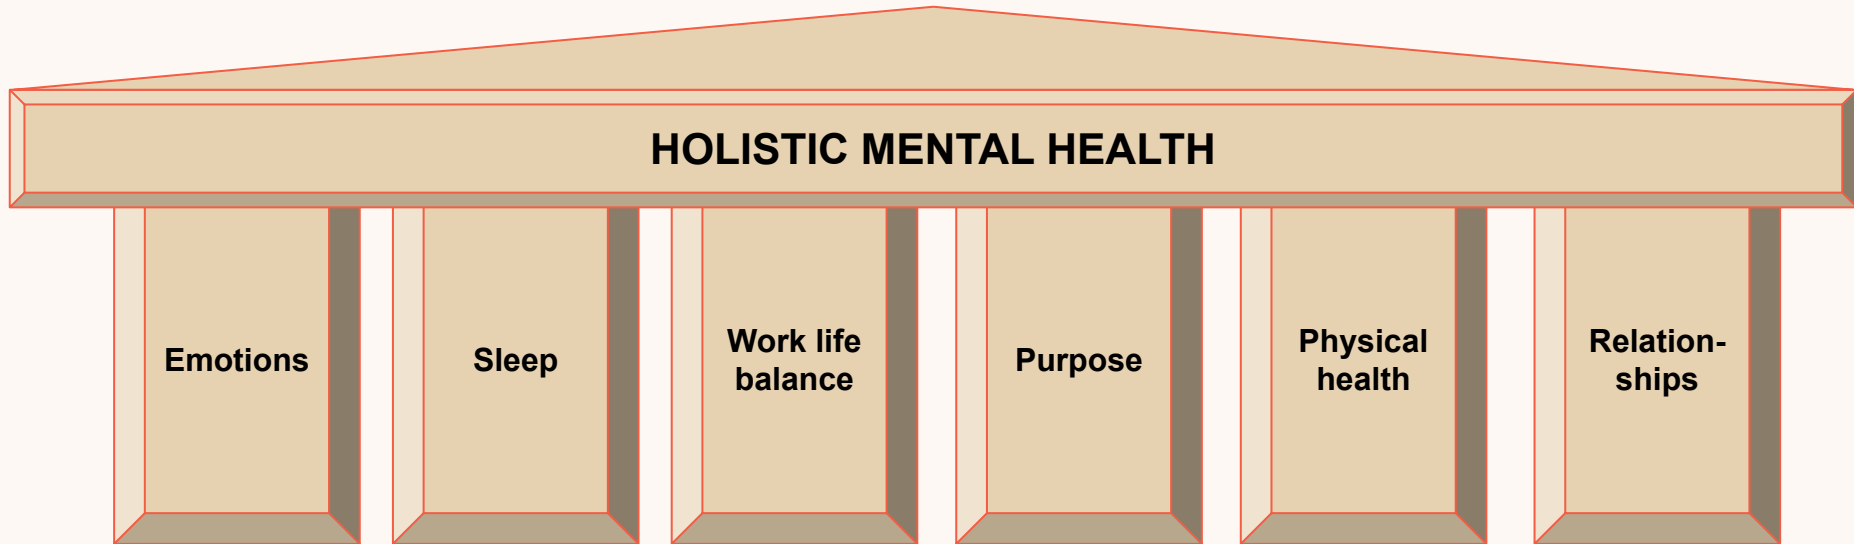 HOLISTIC MENTAL HEALTH
Emotions
Sleep
Work life
balance
Purpose
Physical
health
Relation-
ships